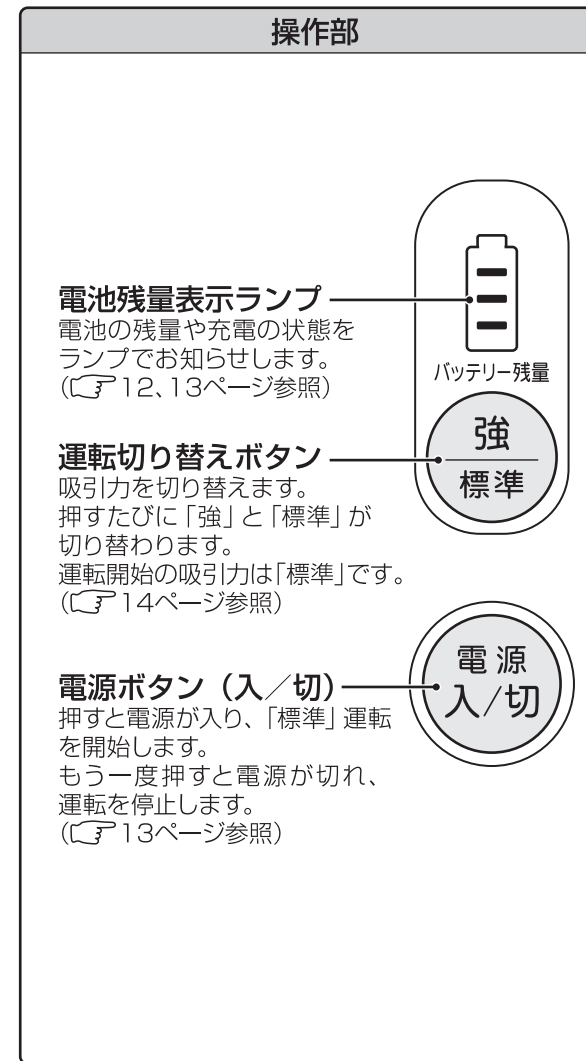 操作部
電池残量表示ランプ
電池の残量や充電の状態を
ランプでお知らせします。
(☞12、13ページ参照)
バッテリー残量
運転切り替えボタン
吸引力を切り替えます。
押すたびに「強」と「標準」が
切り替わります。
運転開始の吸引力は「標準」です。
(☞14ページ参照)
強
標準
電源ボタン（入／切）
押すと電源が入り、「標準」運転
を開始します。
もう一度押すと電源が切れ、
運転を停止します。
(☞13ページ参照)
電源
入/切